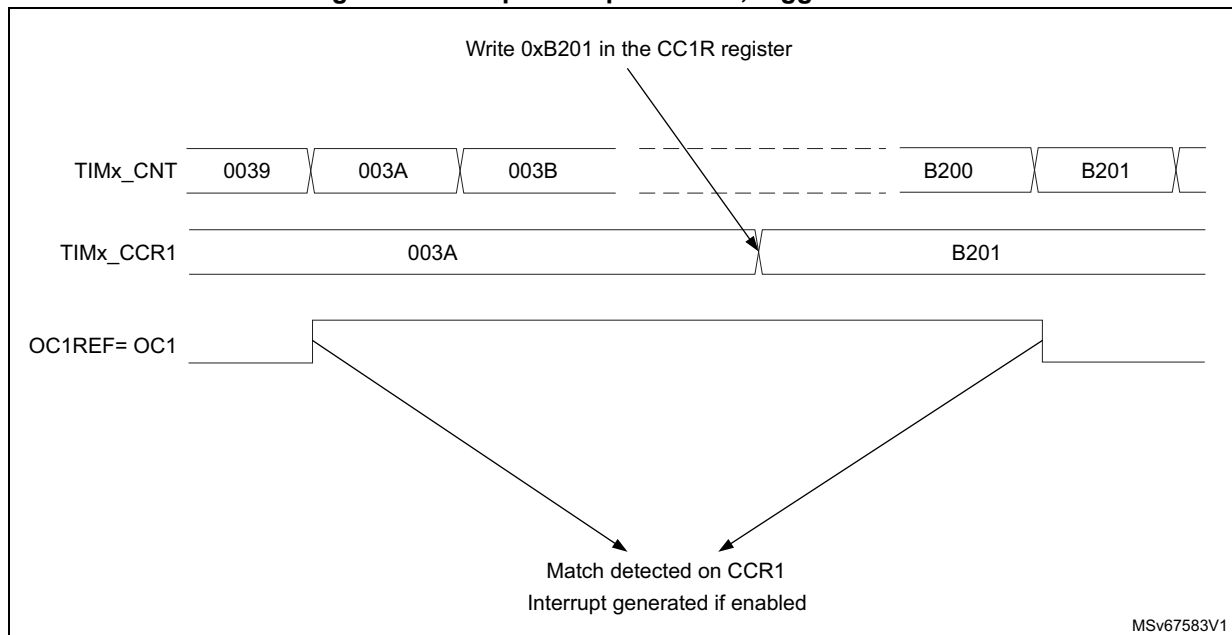 Write 0xB201 in the CC1R register
TIMx_CNT 0039 003A 003B B200 B201
TIMx_CCR1 003A B201
OC1REF= OC1
Match detected on CCR1
Interrupt generated if enabled
MSv67583V1